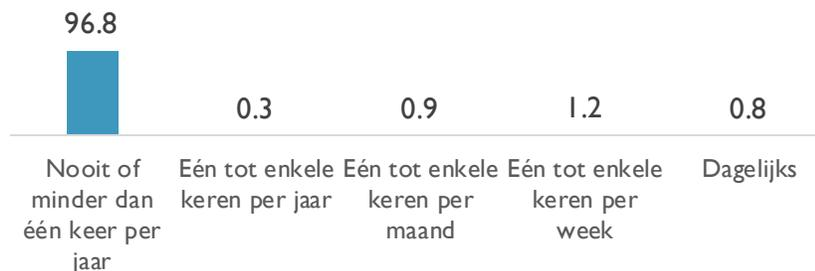 96.8
0.3
0.9
1.2
0.8
Nooit of
minder dan
één keer per
jaar
Eén tot enkele
keren per jaar
Eén tot enkele
keren per
maand
Eén tot enkele
keren per
week
Dagelijks